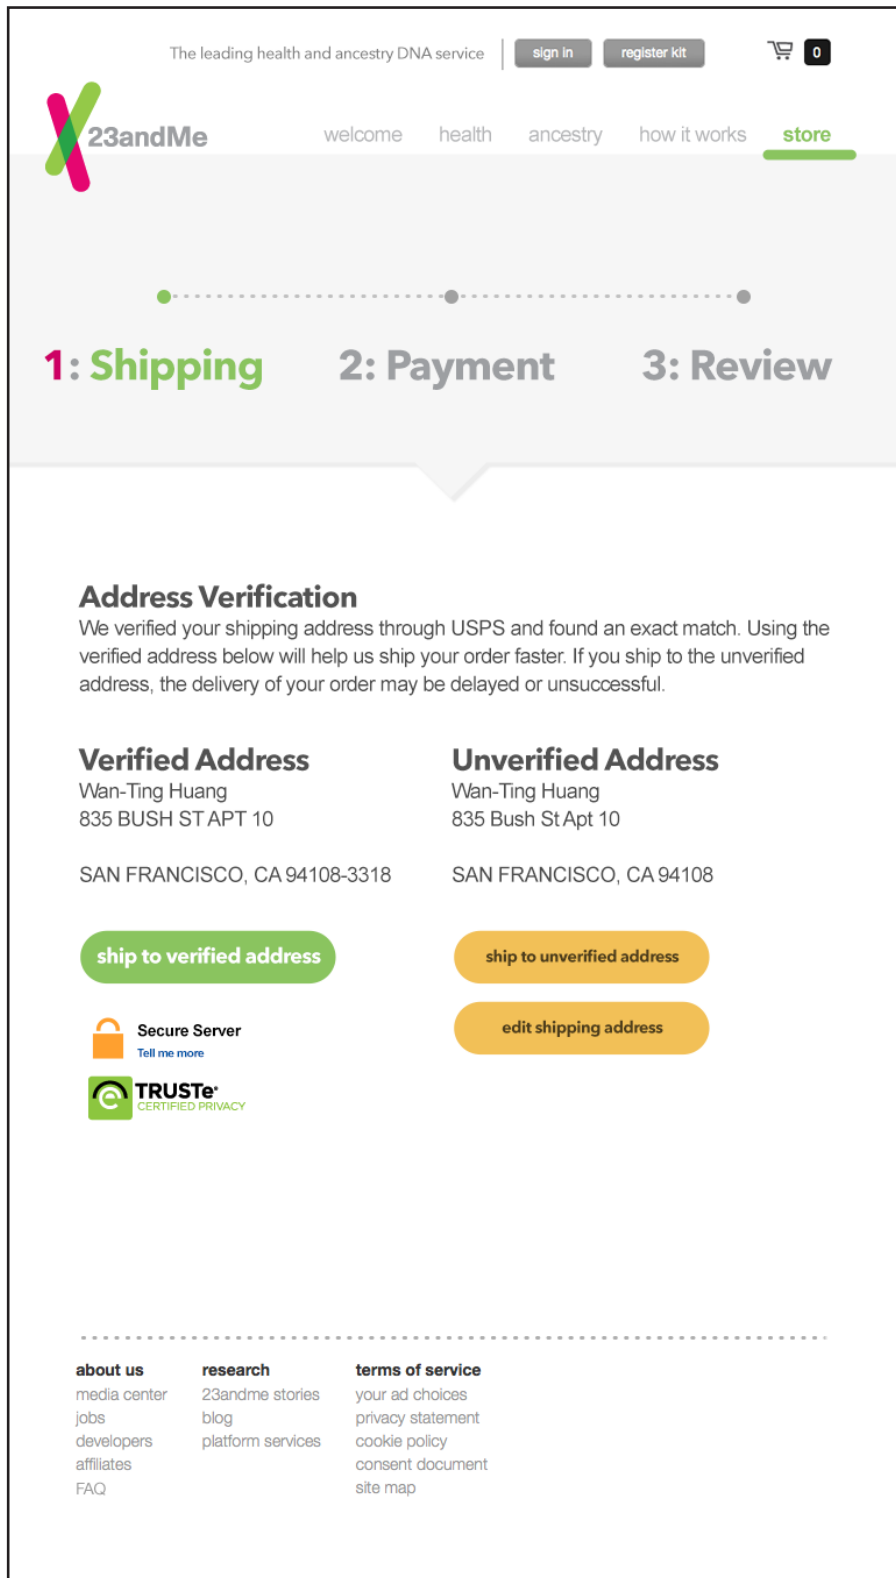 The leading health and ancestry DNA service sign in register kit 0
23andMe welcome health ancestry how it works store
1: Shipping 2: Payment 3: Review
Address Verification
We verified your shipping address through USPS and found an exact match. Using the
verified address below will help us ship your order faster. If you ship to the unverified
address, the delivery of your order may be delayed or unsuccessful.
Verified Address
Wan-Ting Huang
835 BUSH ST APT 10
SAN FRANCISCO, CA 94108-3318
ship to verified address
Unverified Address
Wan-Ting Huang
835 Bush St Apt 10
SAN FRANCISCO, CA 94108
ship to unverified address
edit shipping address
Secure Server
Tell me more
e TRUSTe®
CERTIFIED PRIVACY
about us
media center
jobs
developers
affiliates
FAQ
research
23andme stories
blog
platform services
terms of service
your ad choices
privacy statement
cookie policy
consent document
site map